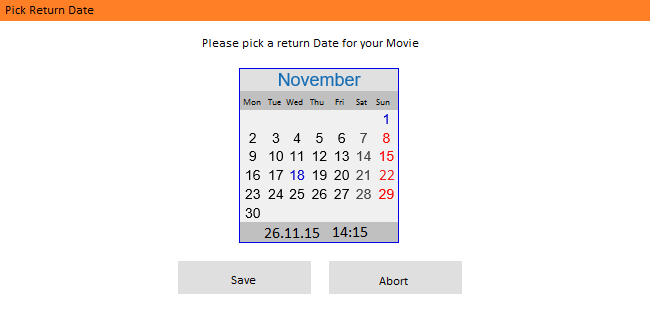 Pick Return Date
Please pick a return Date for your Movie
November
Mon Tue Wed Thu Fri Sat Sun
1
2 3 4 5 6 7 8
9 10 11 12 13 14 15
16 17 18 19 20 21 22
23 24 25 26 27 28 29
30
26.11.15 14:15
Save Abort